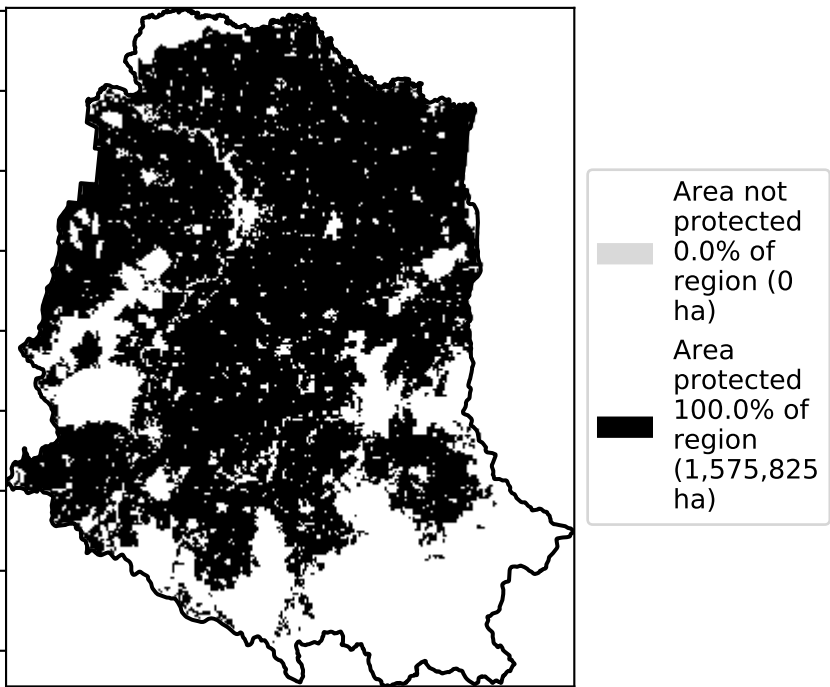 Area not
protected
0.0% of
region (0
ha)
Area
protected
100.0% of
region
(1,575,825
ha)